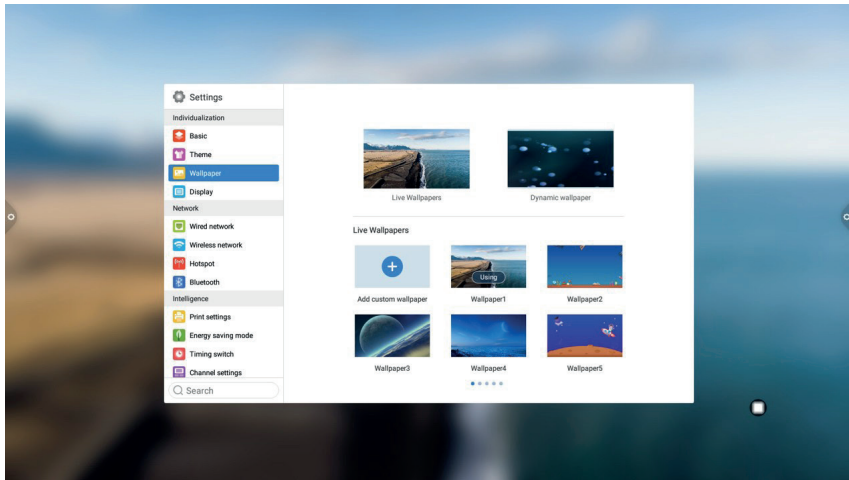 Settings
Individualization
Basic
Theme
Wallpaper
Display
Network
Wired network
Wireless network
Hotspot
Bluetooth
Intelligence
Print settings
Energy saving mode
Timing switch
Channel settings
Search
Live Wallpapers
Dynamic wallpaper
Live Wallpapers
Add custom wallpaper
Using
Wallpaper1
Wallpaper2
Wallpaper3
Wallpaper4
Wallpaper5